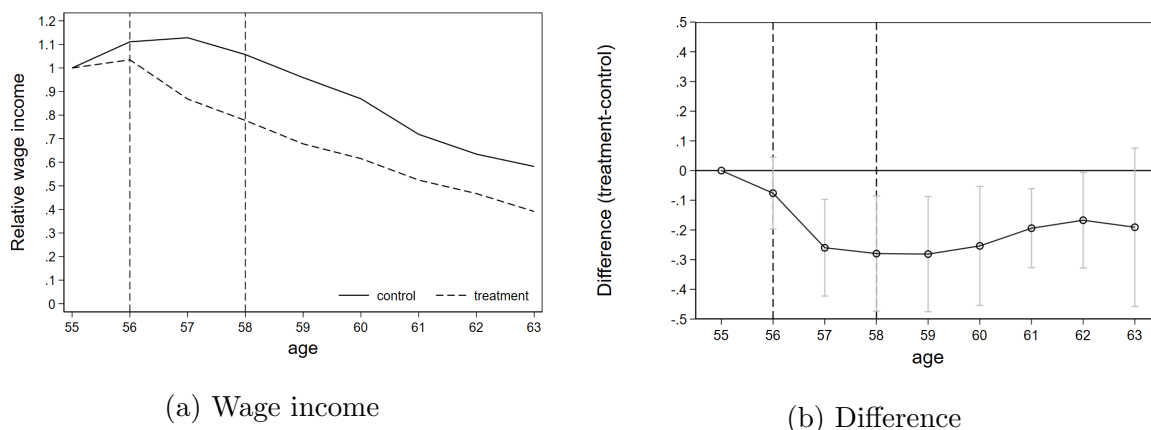 Relative wage income
1.2
1.1
1
.9
.8
.7
.6
.5
.4
.3
.2
.1
0
control treatment
55 56 57 58 59 60 61 62 63
age
(a) Wage income
Difference (treatment-control)
.5
.4
.3
.2
.1
0
-.1
-.2
-.3
-.4
-.5
55 56 57 58 59 60 61 62 63
age
(b) Difference